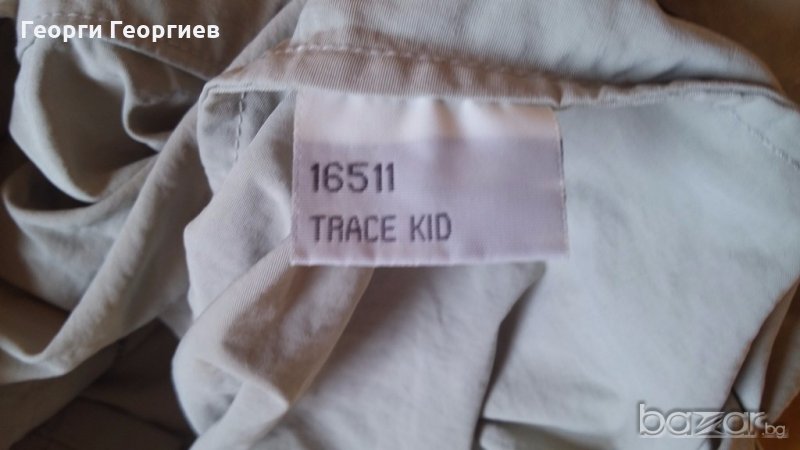 Георги Георгиев
16511
TRACE KID
bazar.bg